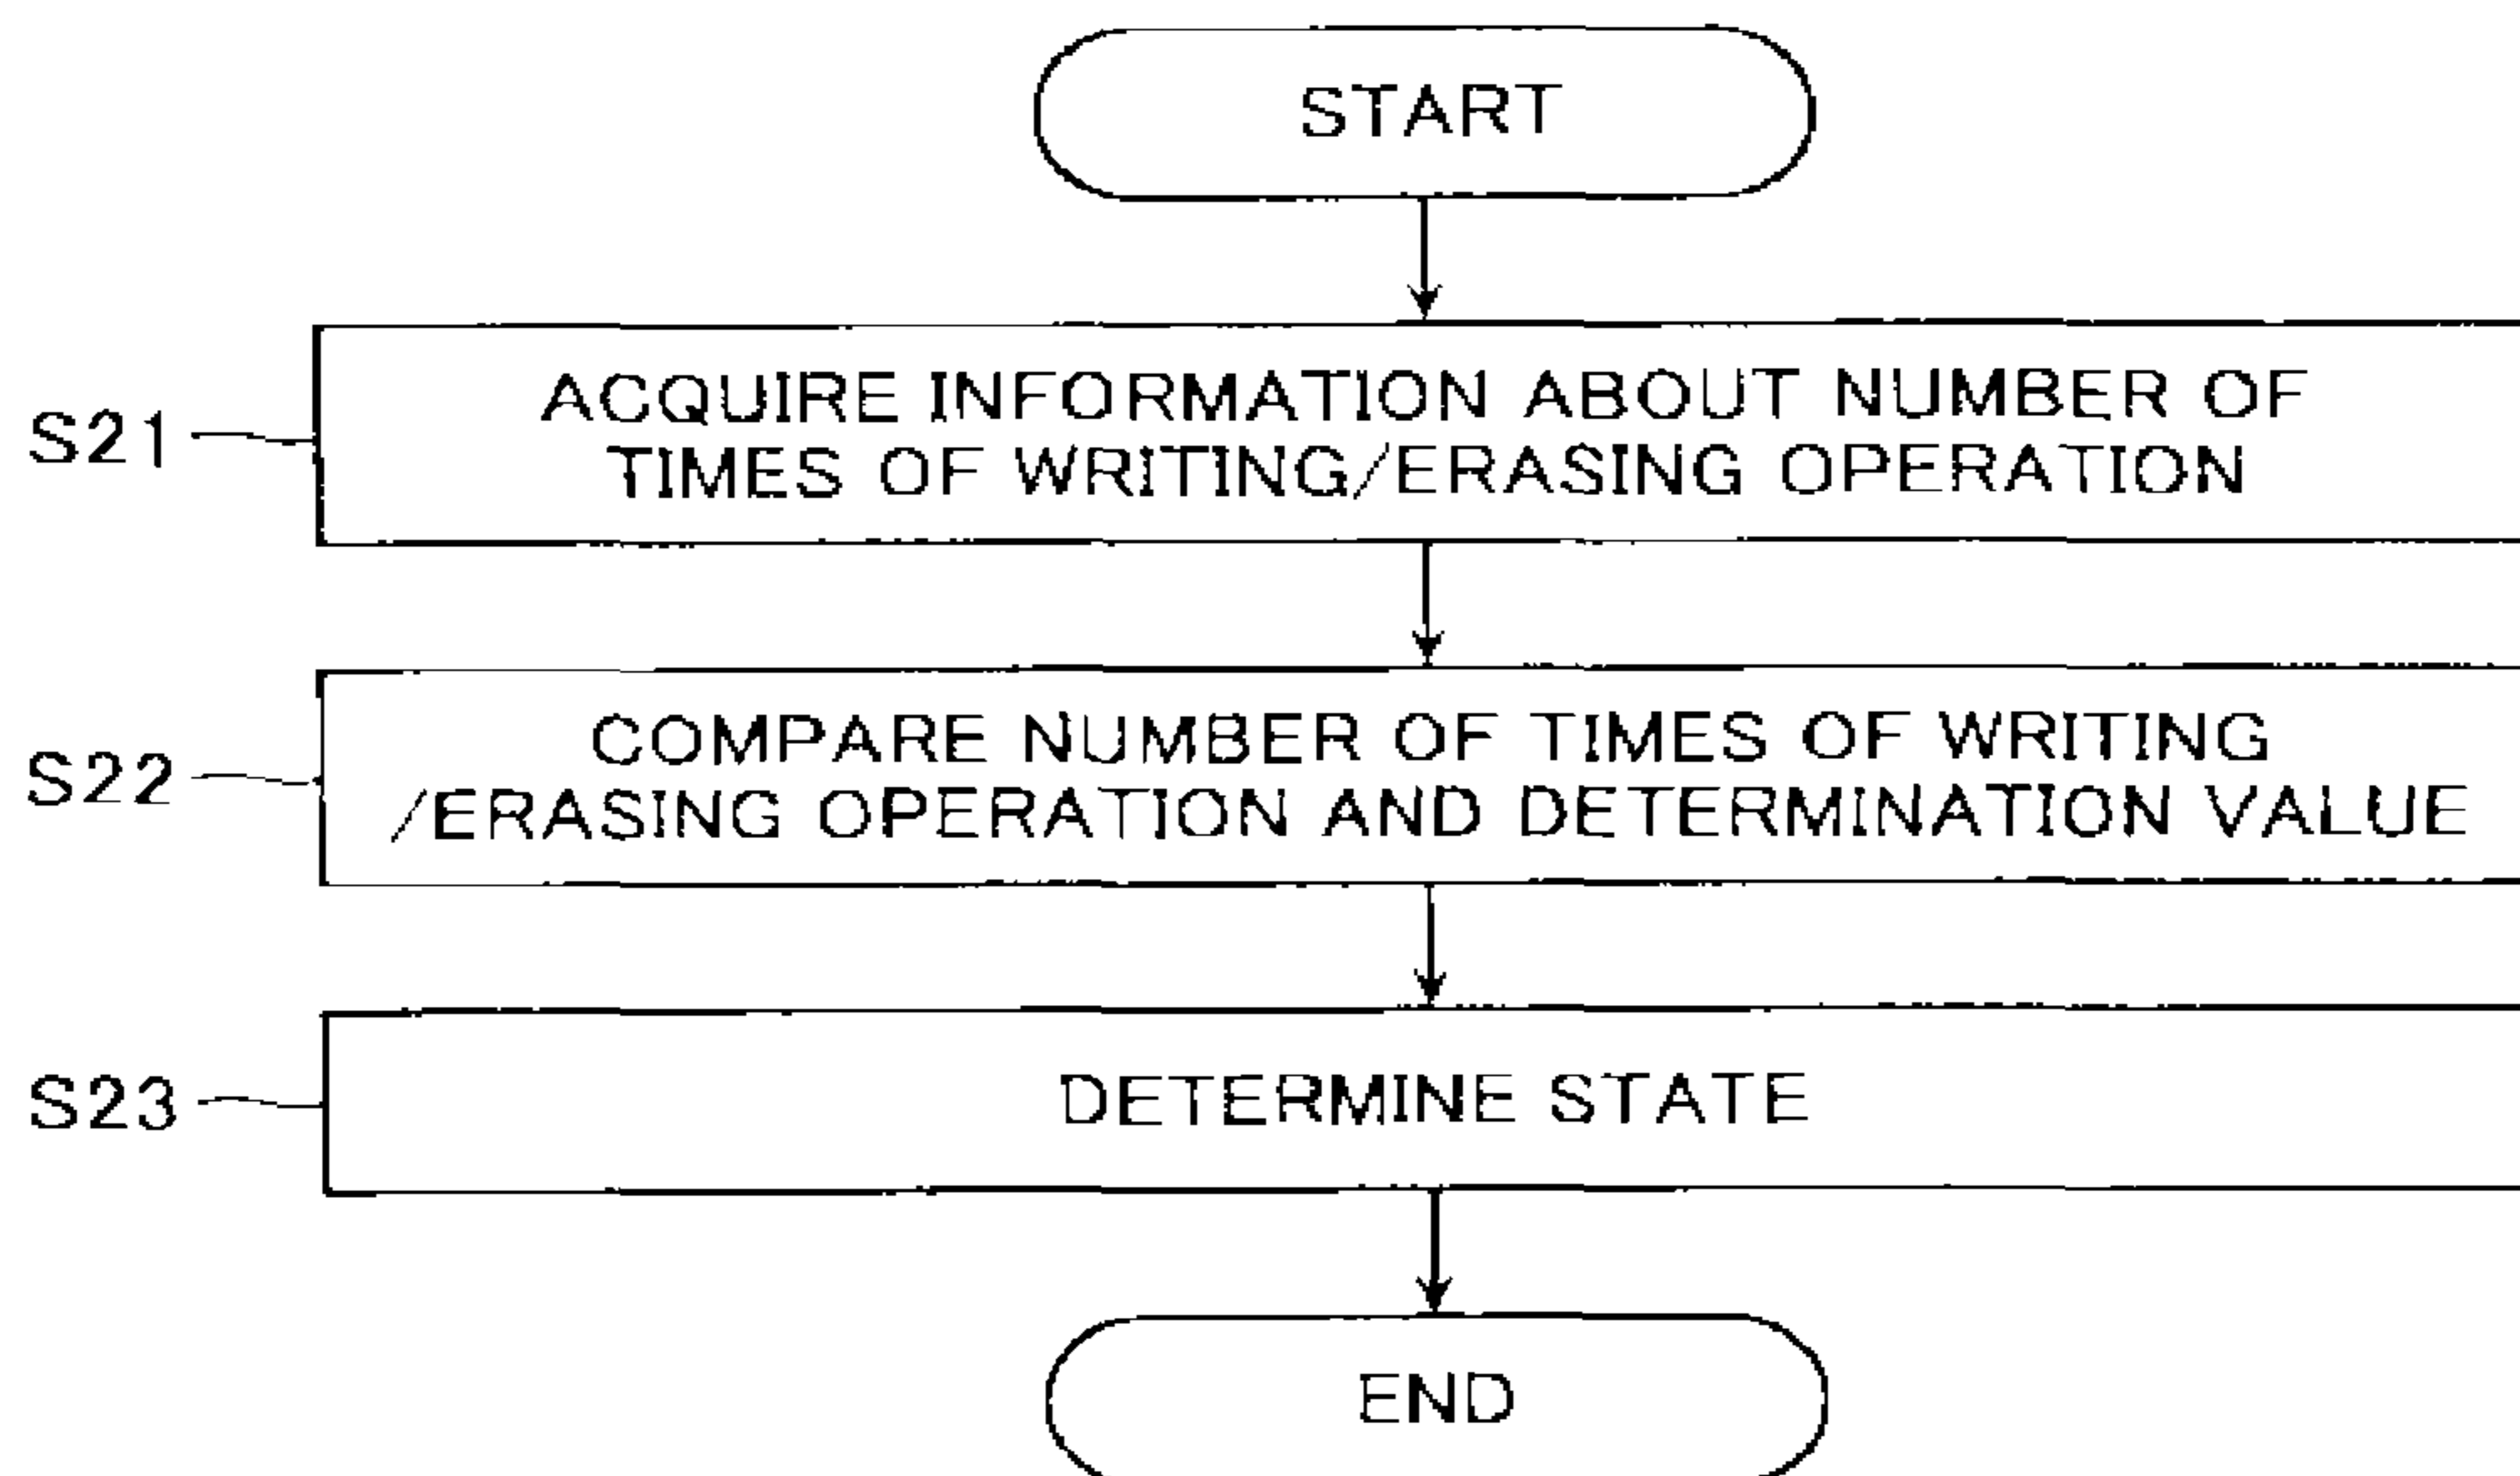 START
S21
ACQUIRE INFORMATION ABOUT NUMBER OF
TIMES OF WRITING/ERASING OPERATION
S22
COMPARE NUMBER OF TIMES OF WRITING
/ERASING OPERATION AND DETERMINATION VALUE
S23
DETERMINE STATE
END